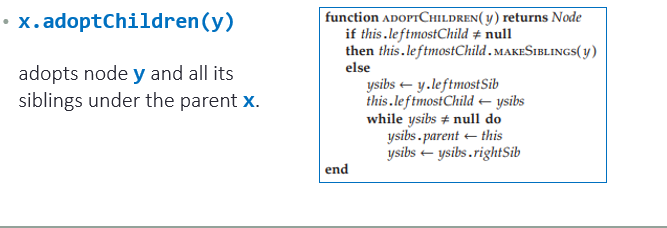 • x.adoptChildren(y)
adopts node y and all its
siblings under the parent x.
function ADOPTCHILDREN(y) returns Node
if this.leftmostChild ≠ null
then this.leftmostChild.MAKESIBLINGS(y)
else
ysibs ← y.leftmostSib
this.leftmostChild ← ysibs
while ysibs ≠ null do
ysibs.parent ← this
ysibs ← ysibs.rightSib
end